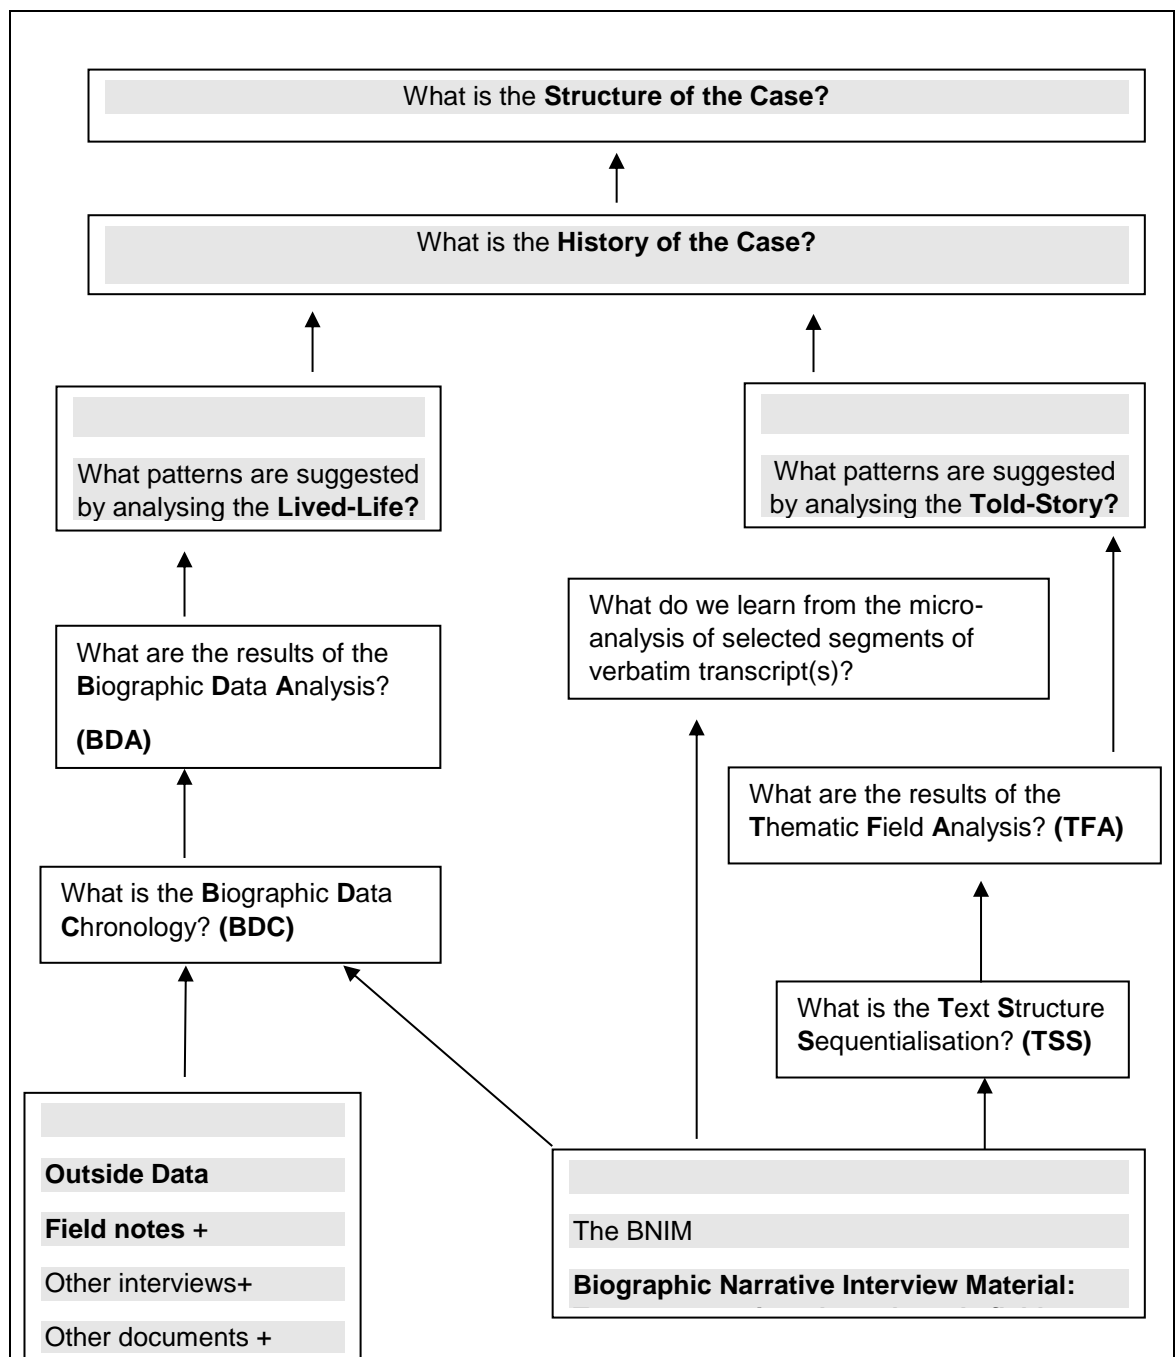 What is the Structure of the Case?
What is the History of the Case?
What patterns are suggested
by analysing the Lived-Life?
What patterns are suggested
by analysing the Told-Story?
What do we learn from the micro-
analysis of selected segments of
verbatim transcript(s)?
What are the results of the
Biographic Data Analysis?
(BDA)
What are the results of the
Thematic Field Analysis? (TFA)
What is the Biographic Data
Chronology? (BDC)
What is the Text Structure
Sequentialisation? (TSS)
Outside Data
Field notes +
Other interviews+
Other documents +
The BNIM
Biographic Narrative Interview Material: